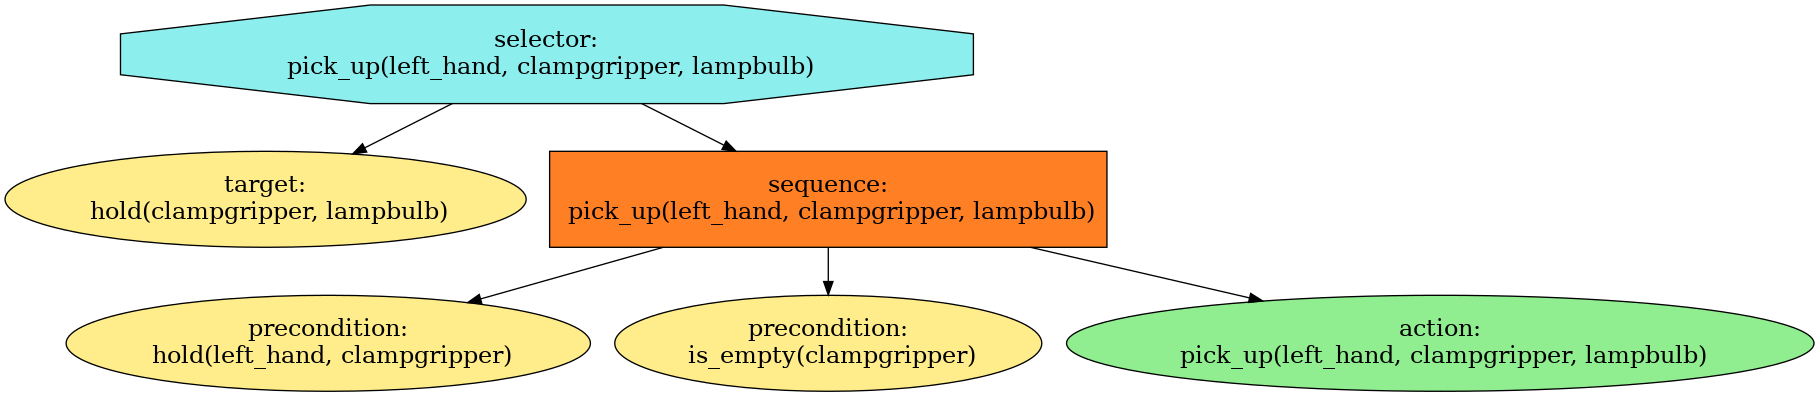 selector:
pick_up(left_hand, clampgripper, lampbulb)
target:
hold(clampgripper, lampbulb)
sequence:
pick_up(left_hand, clampgripper, lampbulb)
precondition:
hold(left_hand, clampgripper)
precondition:
is_empty(clampgripper)
action:
pick_up(left_hand, clampgripper, lampbulb)